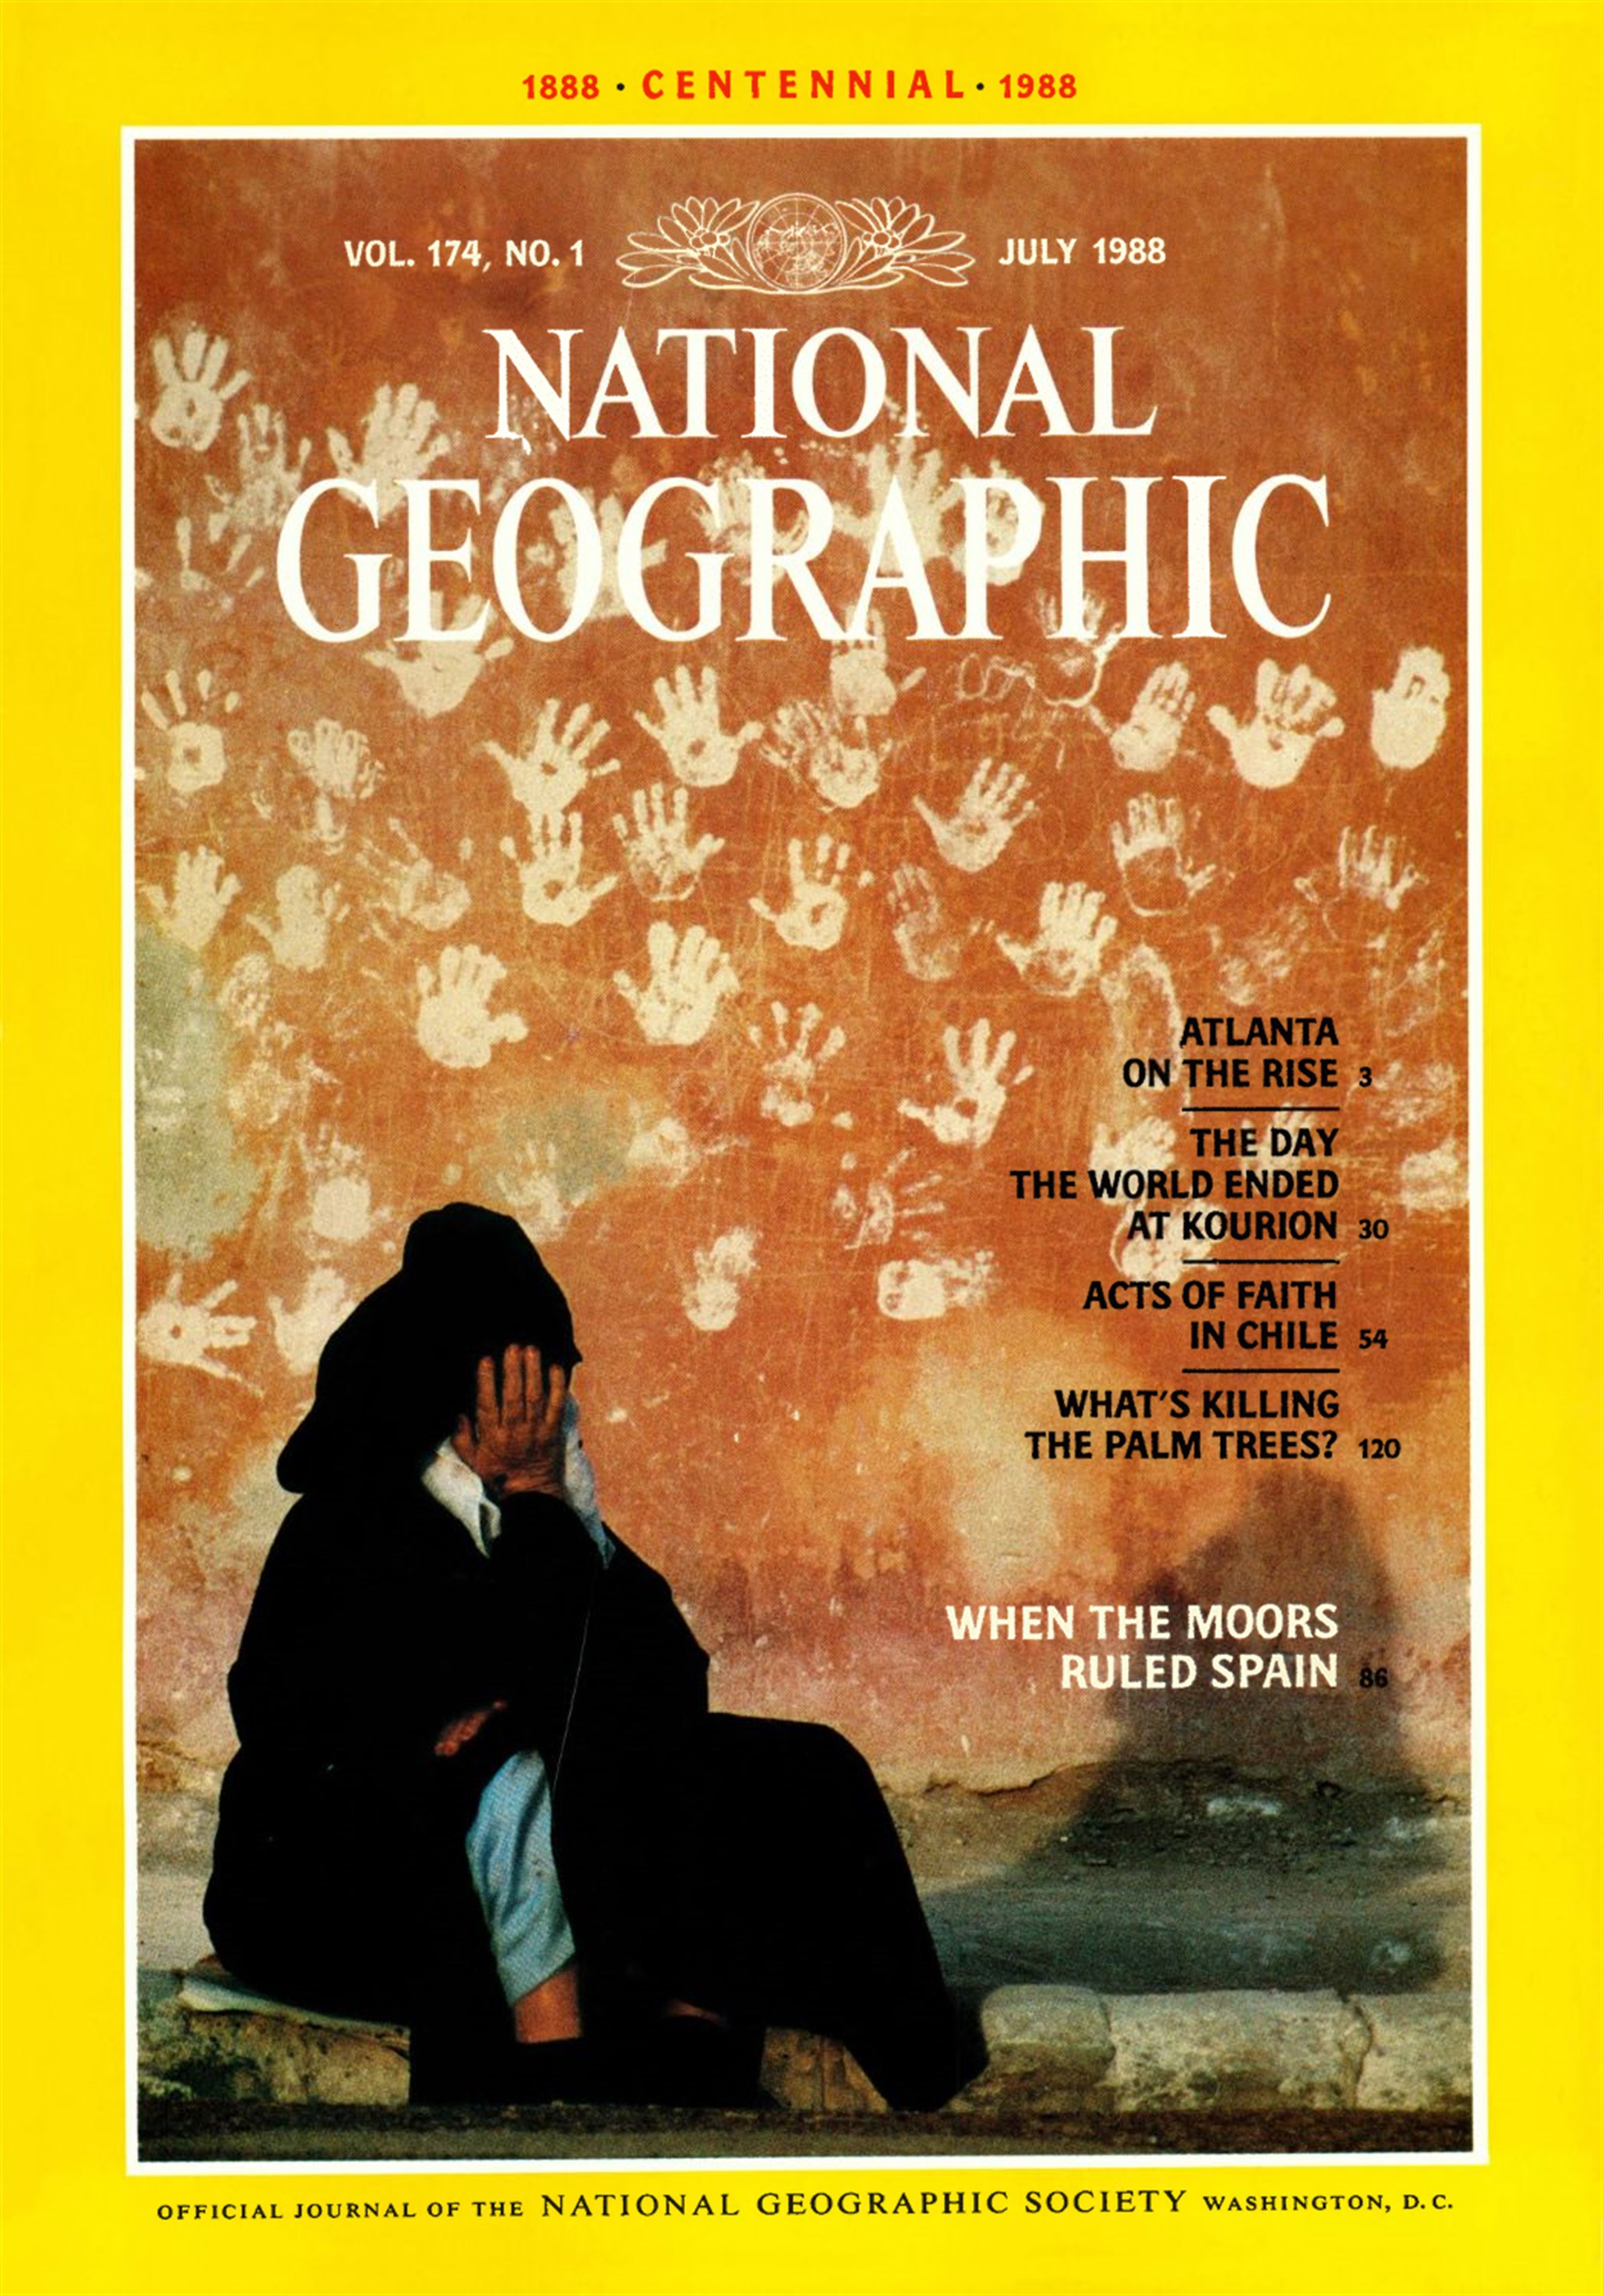 1888 · CENTENNIAL · 1988
VOL. 174, NO. 1
JULY 1988
NATIONAL
GEOGRAPHIC
ATLANTA
ON THE RISE 3
THE DAY
THE WORLD ENDED
AT KOURION 30
ACTS OF FAITH
IN CHILE 54
WHAT'S KILLING
THE PALM TREES? 120
WHEN THE MOORS
RULED SPAIN 86
OFFICIAL JOURNAL OF THE NATIONAL GEOGRAPHIC SOCIETY WASHINGTON, D.C.